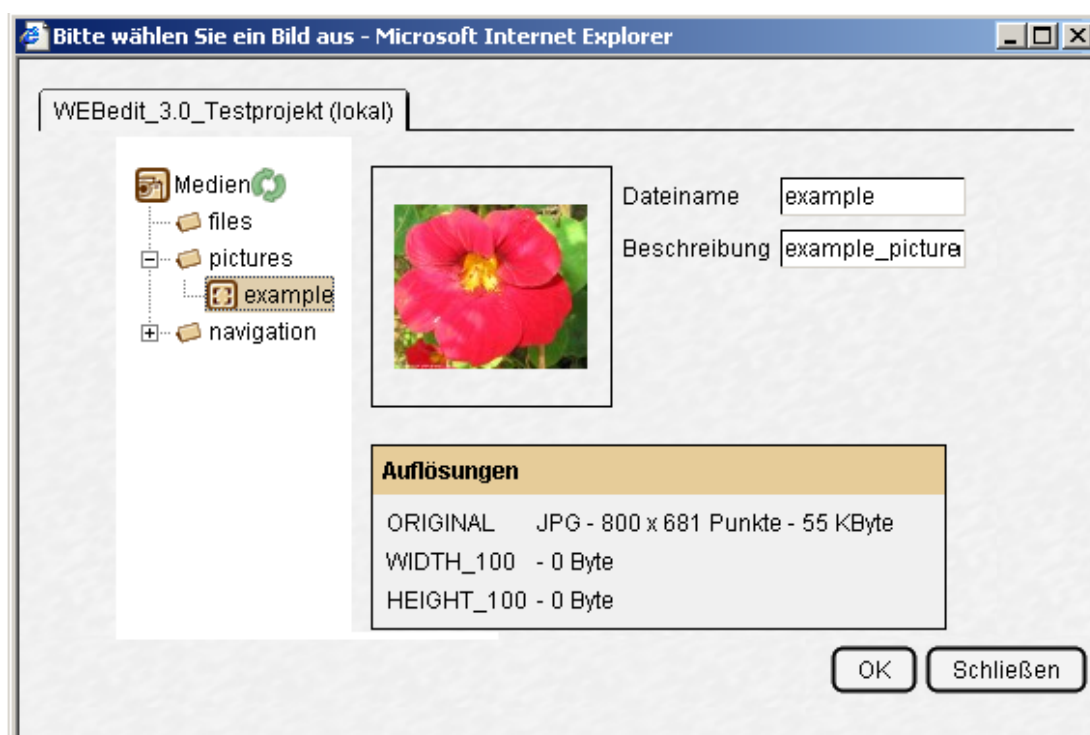 Bitte wählen Sie ein Bild aus - Microsoft Internet Explorer
WEBedit_3.0_Testprojekt (lokal)
Medien
files
pictures
example
navigation
Dateiname example
Beschreibung example_picture
Auflösungen
ORIGINAL JPG - 800 x 681 Punkte - 55 KByte
WIDTH_100 - 0 Byte
HEIGHT_100 - 0 Byte
OK Schließen